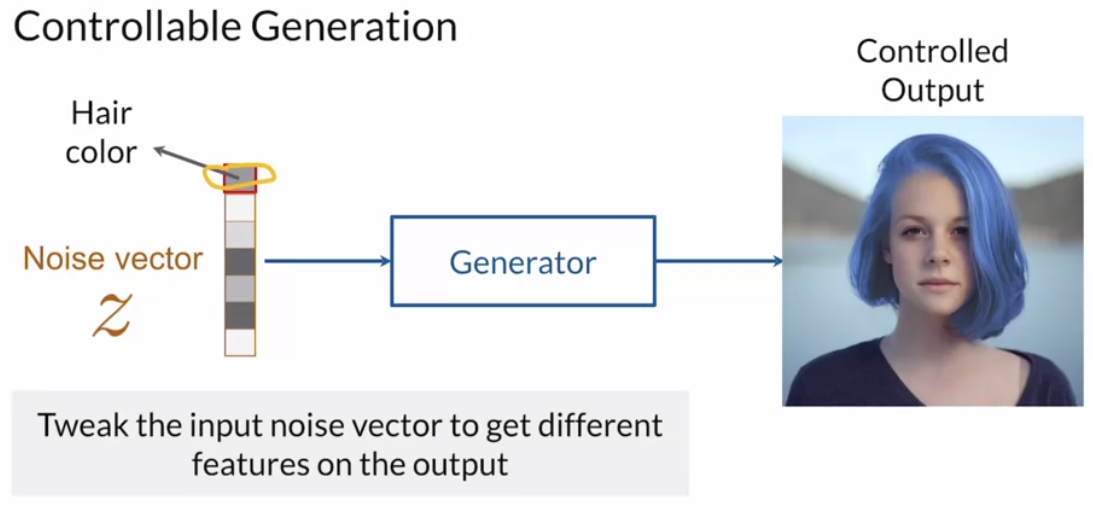 Controllable Generation
Controlled
Output
Hair
color
Noise vector
z
Generator
Tweak the input noise vector to get different
features on the output